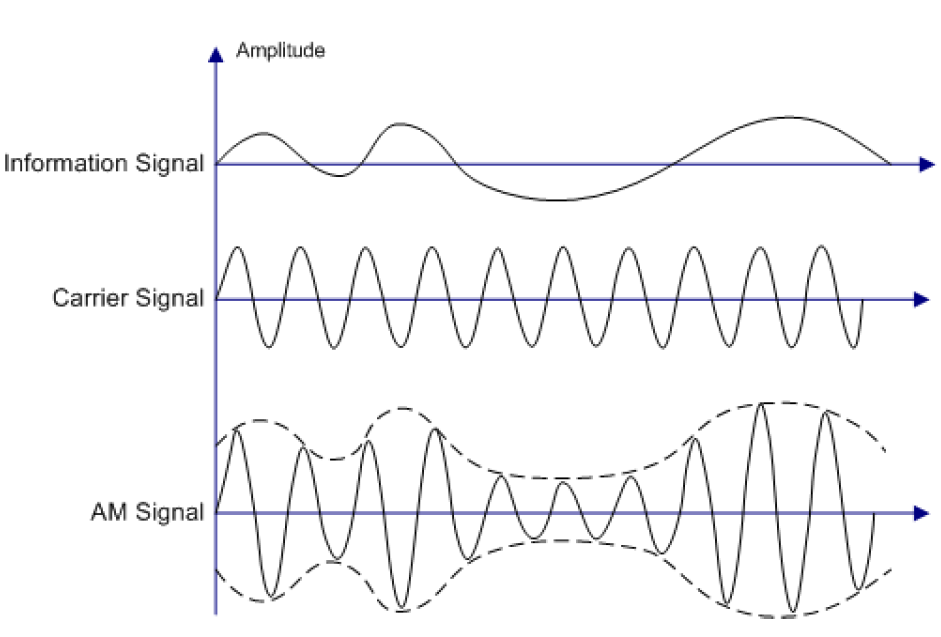 Amplitude
Information Signal
Carrier Signal
AM Signal